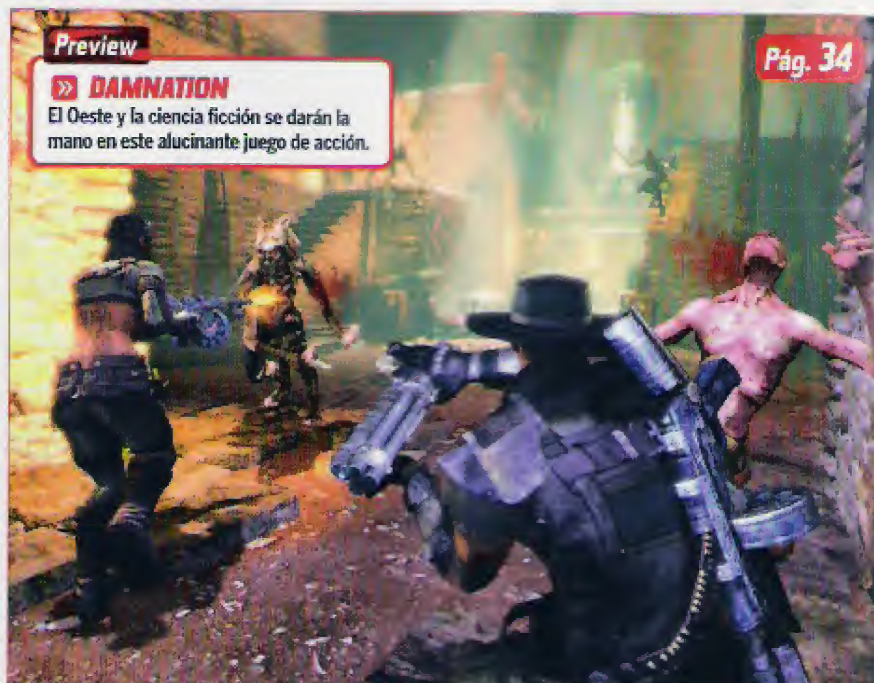 Preview
Pág. 34
» DAMNATION
El Oeste y la ciencia ficción se darán la
mano en este alucinante juego de acción.